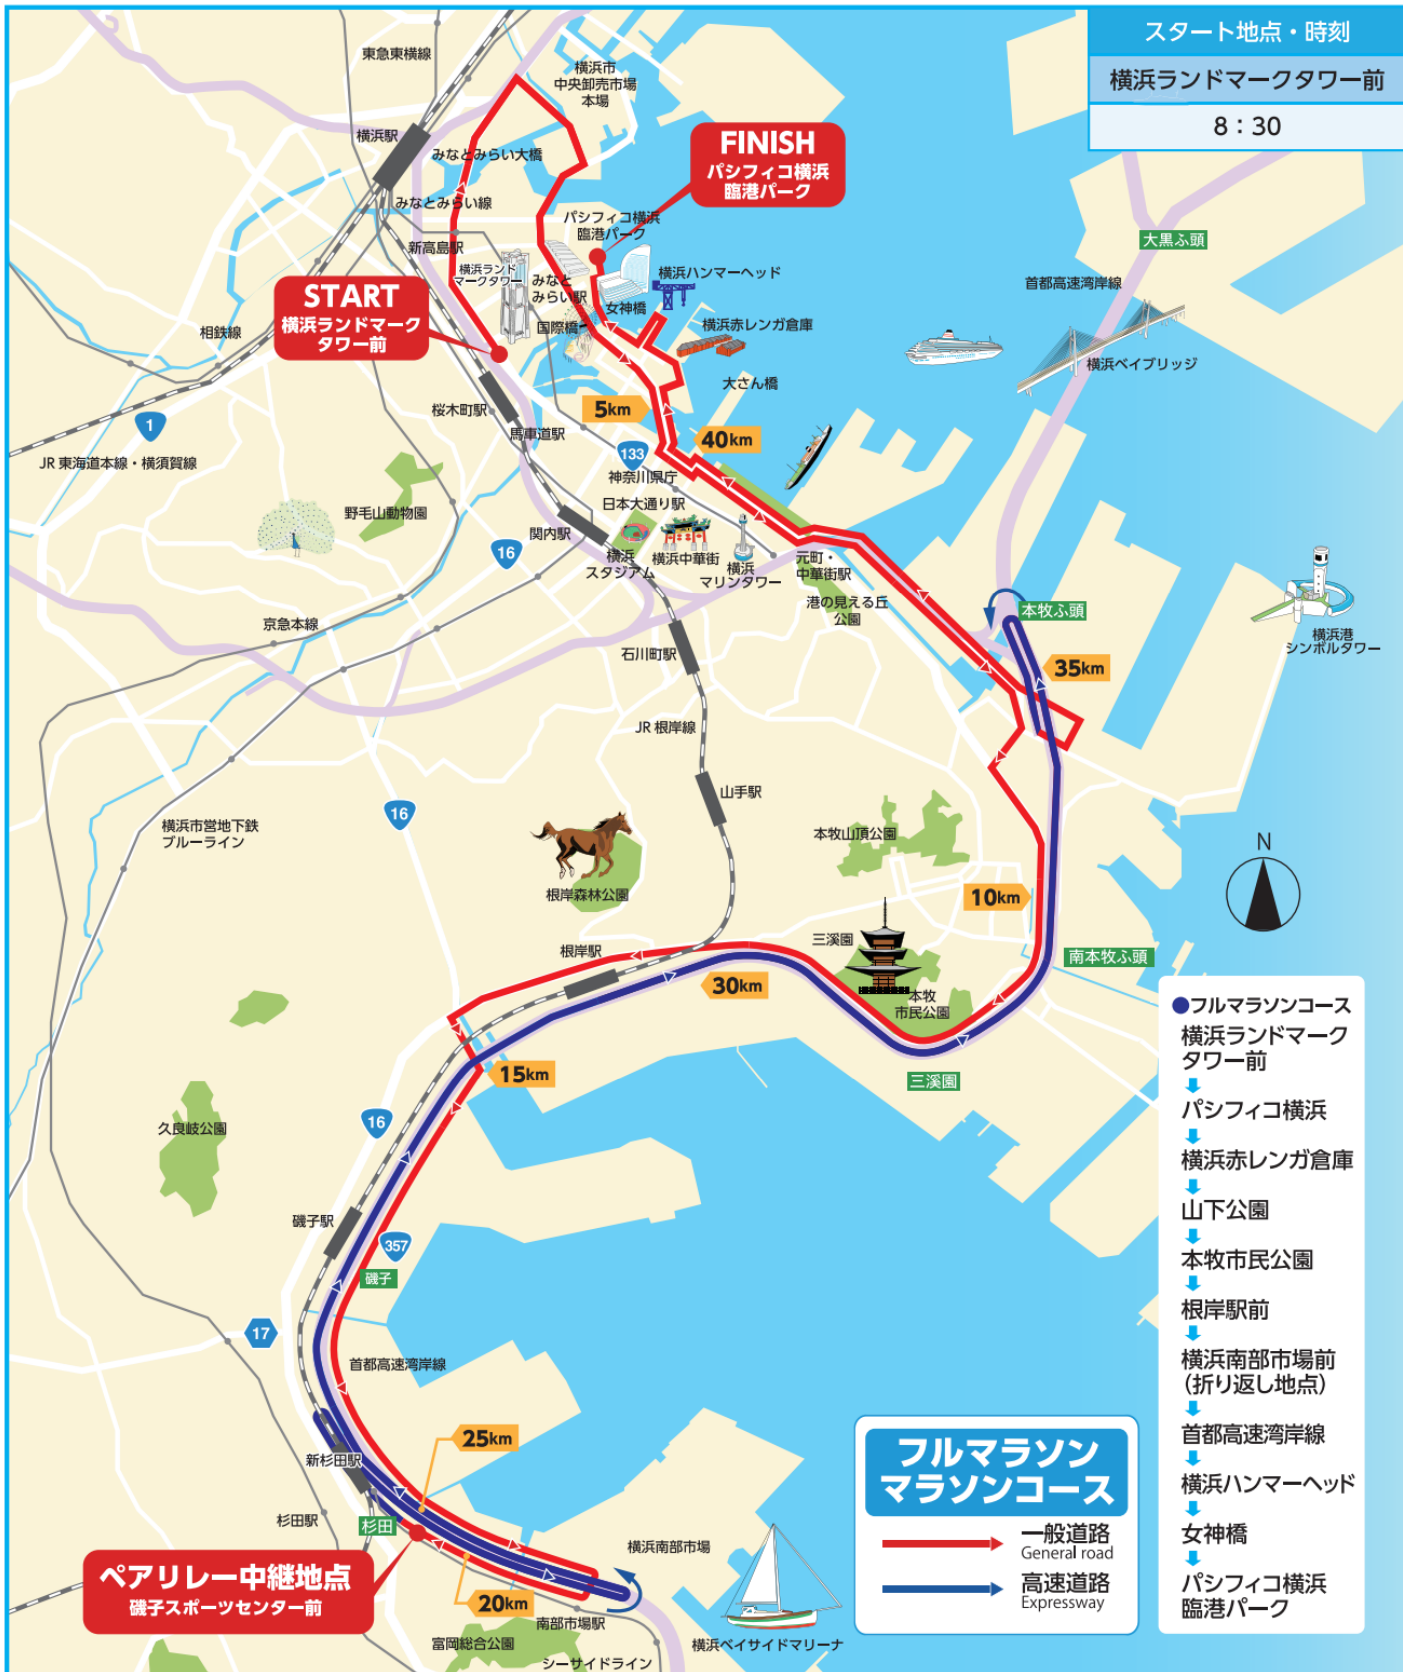 スタート地点・時刻
横浜ランドマークタワー前
8：30
東急東横線
横浜市
中央卸売市場
本場
横浜駅
みなとみらい大橋
FINISH
パシフィコ横浜
臨港パーク
みなとみらい線
パシフィコ横浜
臨港パーク
新高島駅
横浜ランド
マークタワー
みなと
みらい駅
横浜ハンマーヘッド
大黒ふ頭
首都高速湾岸線
START
横浜ランドマーク
タワー前
女神橋
国際橋
横浜赤レンガ倉庫
相鉄線
大さん橋
横浜ベイブリッジ
桜木町駅
5km
馬車道駅
40km
1
133
JR 東海道本線・横須賀線
神奈川県庁
日本大通り駅
野毛山動物園
関内駅
16
横浜
スタジアム
横浜中華街
横浜
マリンタワー
元町・
中華街駅
港の見える丘
公園
本牧ふ頭
京急本線
横浜港
シンボルタワー
石川町駅
35km
JR 根岸線
山手駅
16
横浜市営地下鉄
ブルーライン
本牧山頂公園
N
根岸森林公園
10km
三溪園
根岸駅
南本牧ふ頭
30km
本牧
市民公園
15km
三溪園
16
久良岐公園
磯子駅
357
磯子
17
首都高速湾岸線
25km
新杉田駅
杉田駅
杉田
横浜南部市場
ペアリレー中継地点
磯子スポーツセンター前
20km
南部市場駅
富岡総合公園
シーサイドライン
横浜ベイサイドマリーナ
●フルマラソンコース
横浜ランドマーク
タワー前
パシフィコ横浜
横浜赤レンガ倉庫
山下公園
本牧市民公園
根岸駅前
横浜南部市場前
(折り返し地点)
首都高速湾岸線
横浜ハンマーヘッド
女神橋
パシフィコ横浜
臨港パーク
フルマラソン
マラソンコース
一般道路
General road
高速道路
Expressway